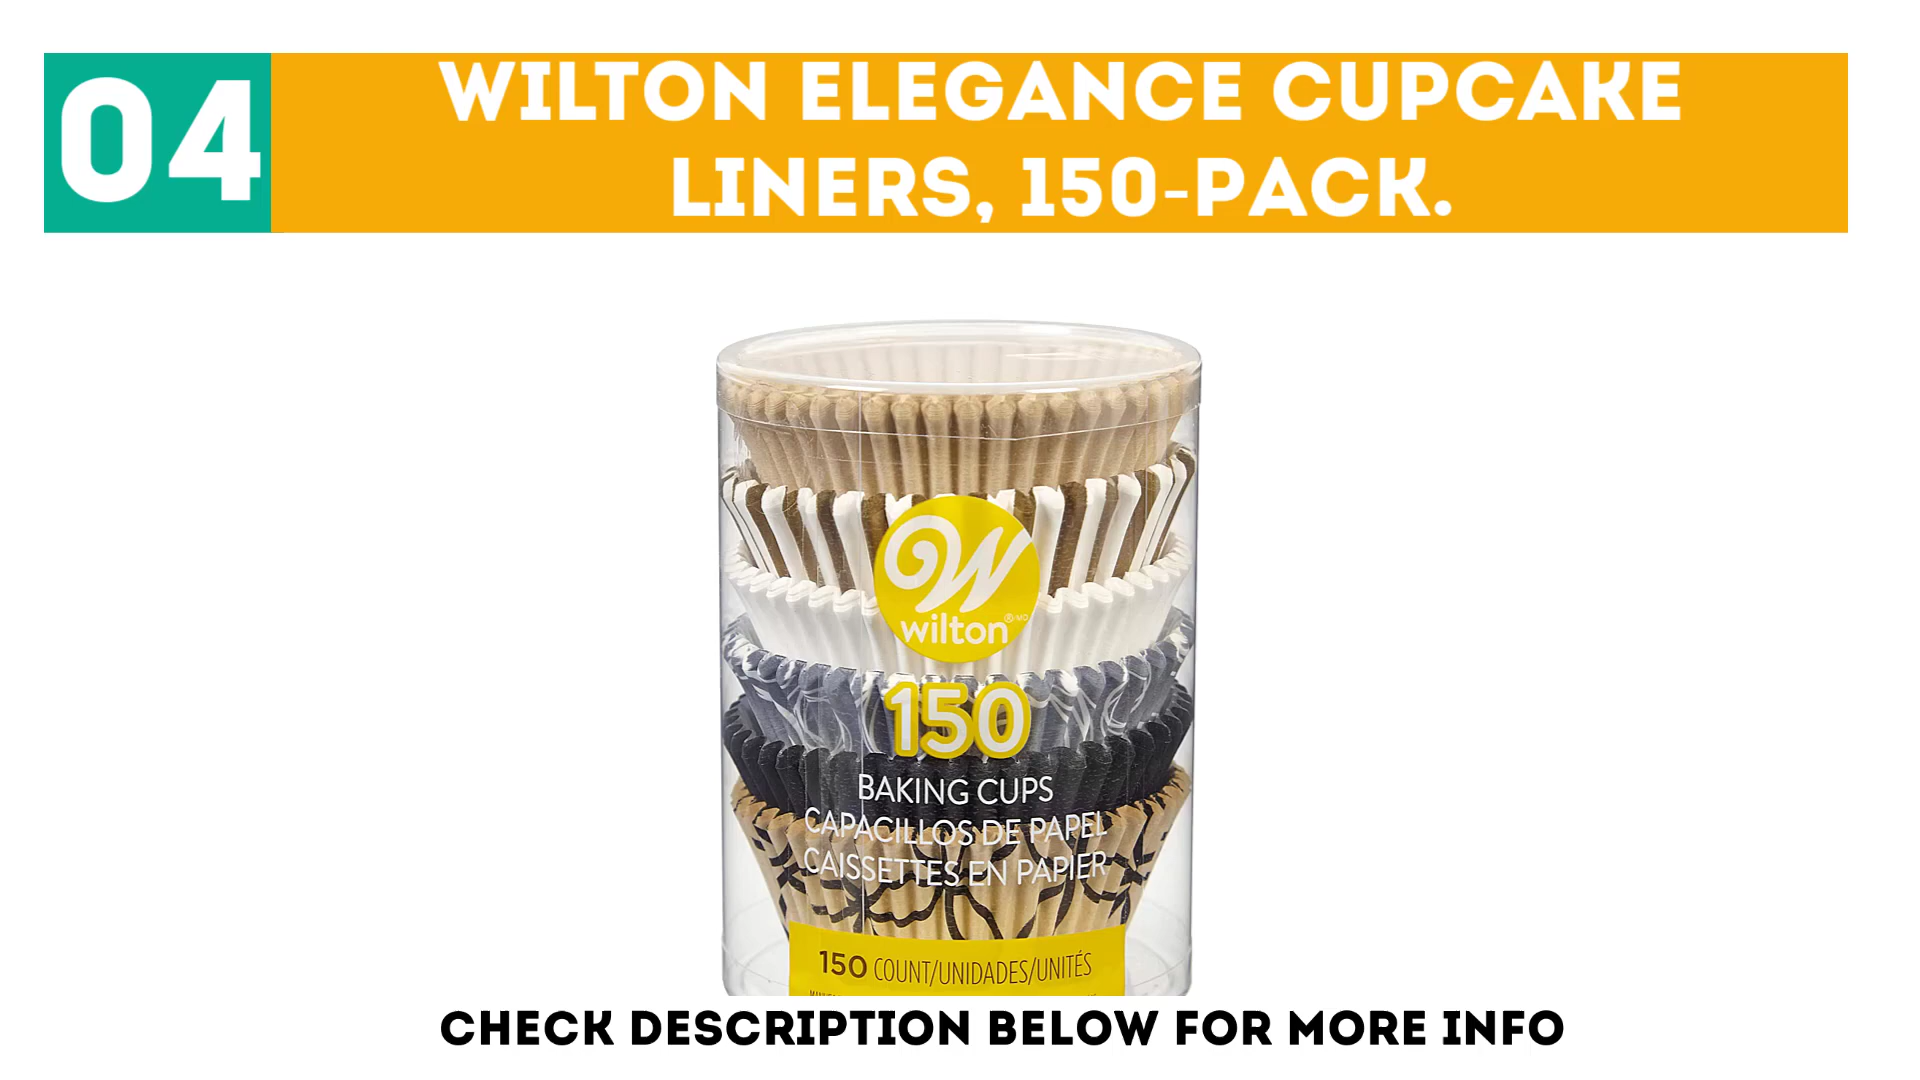 04
WILTON ELEGANCE CUPCAKE
LINERS, 150-PACK.
W
wilton®MD
150
BAKING CUPS
CAPACILLOS DE PAPEL
CAISSETTES EN PAPIER
150 COUNT/UNIDADES/UNITÉS
CHECK DESCRIPTION BELOW FOR MORE INFO